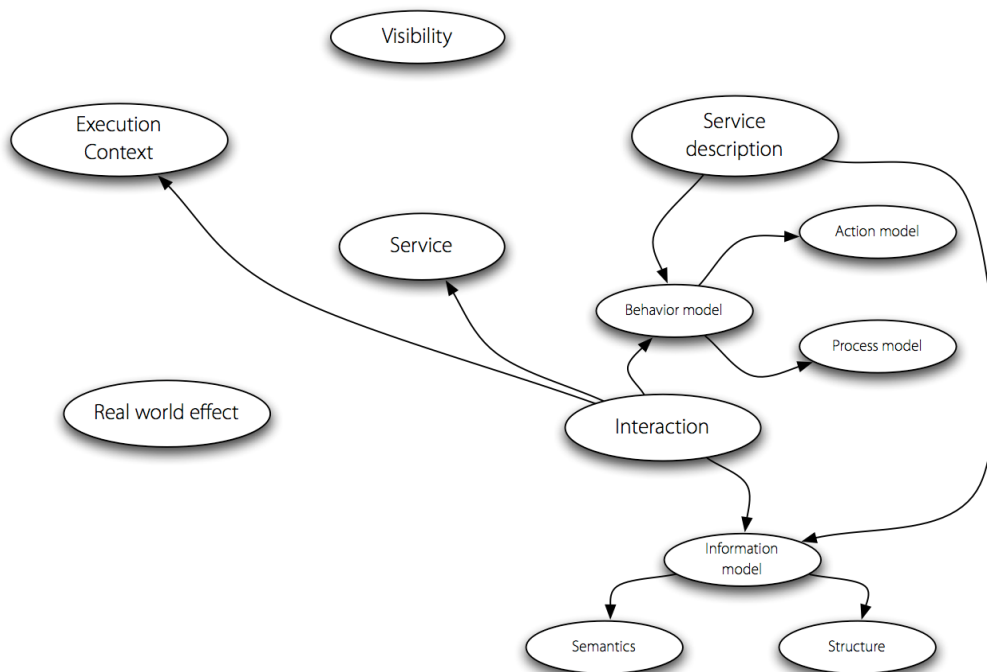 Visibility
Execution
Context
Service
description
Action model
Service
Behavior model
Process model
Real world effect
Interaction
Information
model
Semantics
Structure